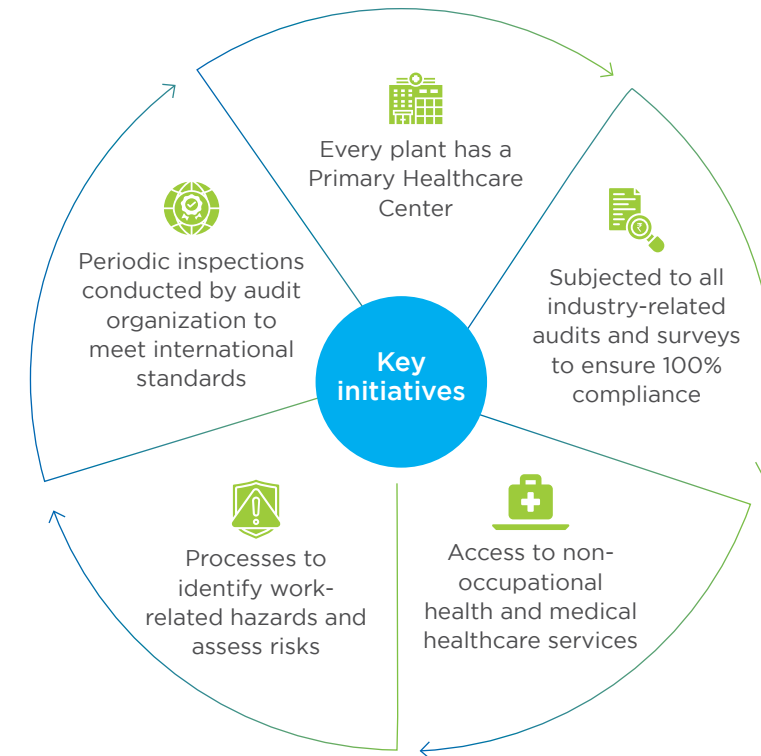 Every plant has a
Primary Healthcare
Center
Subjected to all
industry-related
audits and surveys
to ensure 100%
compliance
Access to non-
occupational
health and medical
healthcare services
Processes to
identify work-
related hazards and
assess risks
Periodic inspections
conducted by audit
organization to
meet international
standards
Key
initiatives
₹